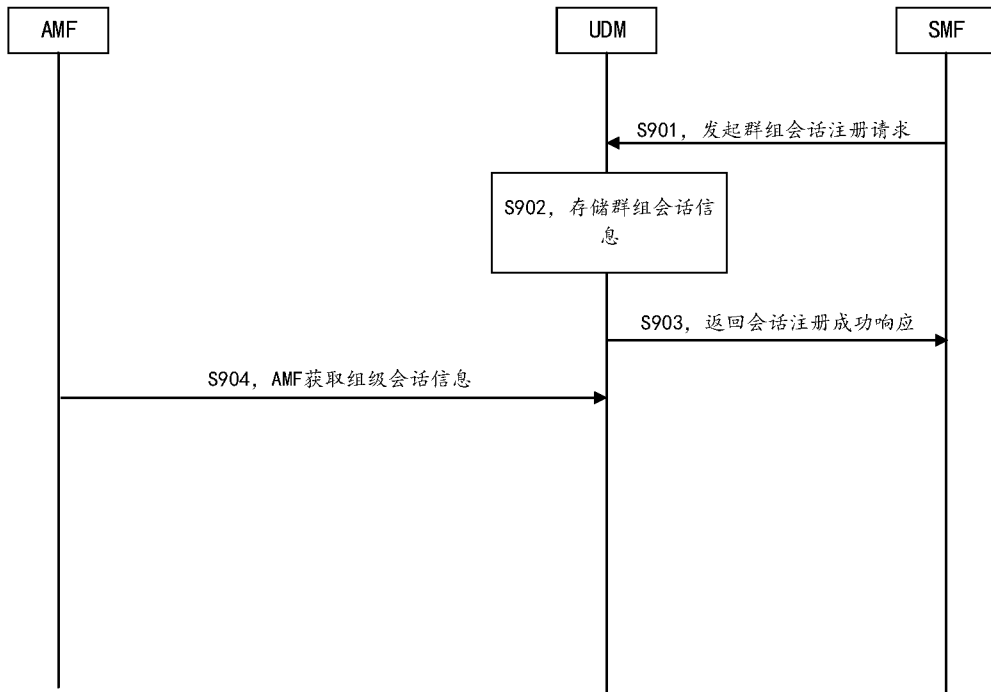 AMF
UDM
SMF
S901, 发起群组会话注册请求
S902, 存储群组会话信
息
S903, 返回会话注册成功响应
S904, AMF获取组级会话信息